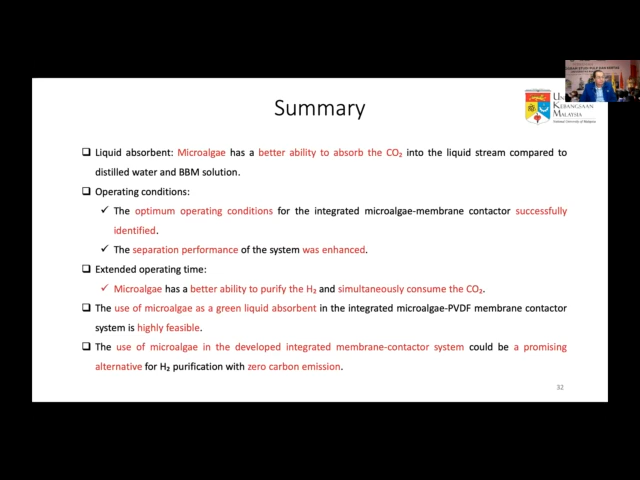 Summary
UN
KEBANGSAAN
MALAYSIA
National University of Malaysia
❑ Liquid absorbent: Microalgae has a better ability to absorb the CO₂ into the liquid stream compared to
distilled water and BBM solution.
❑ Operating conditions:
✓ The optimum operating conditions for the integrated microalgae-membrane contactor successfully
identified.
✓ The separation performance of the system was enhanced.
❑ Extended operating time:
✓ Microalgae has a better ability to purify the H₂ and simultaneously consume the CO₂.
❑ The use of microalgae as a green liquid absorbent in the integrated microalgae-PVDF membrane contactor
system is highly feasible.
❑ The use of microalgae in the developed integrated membrane-contactor system could be a promising
alternative for H₂ purification with zero carbon emission.
32